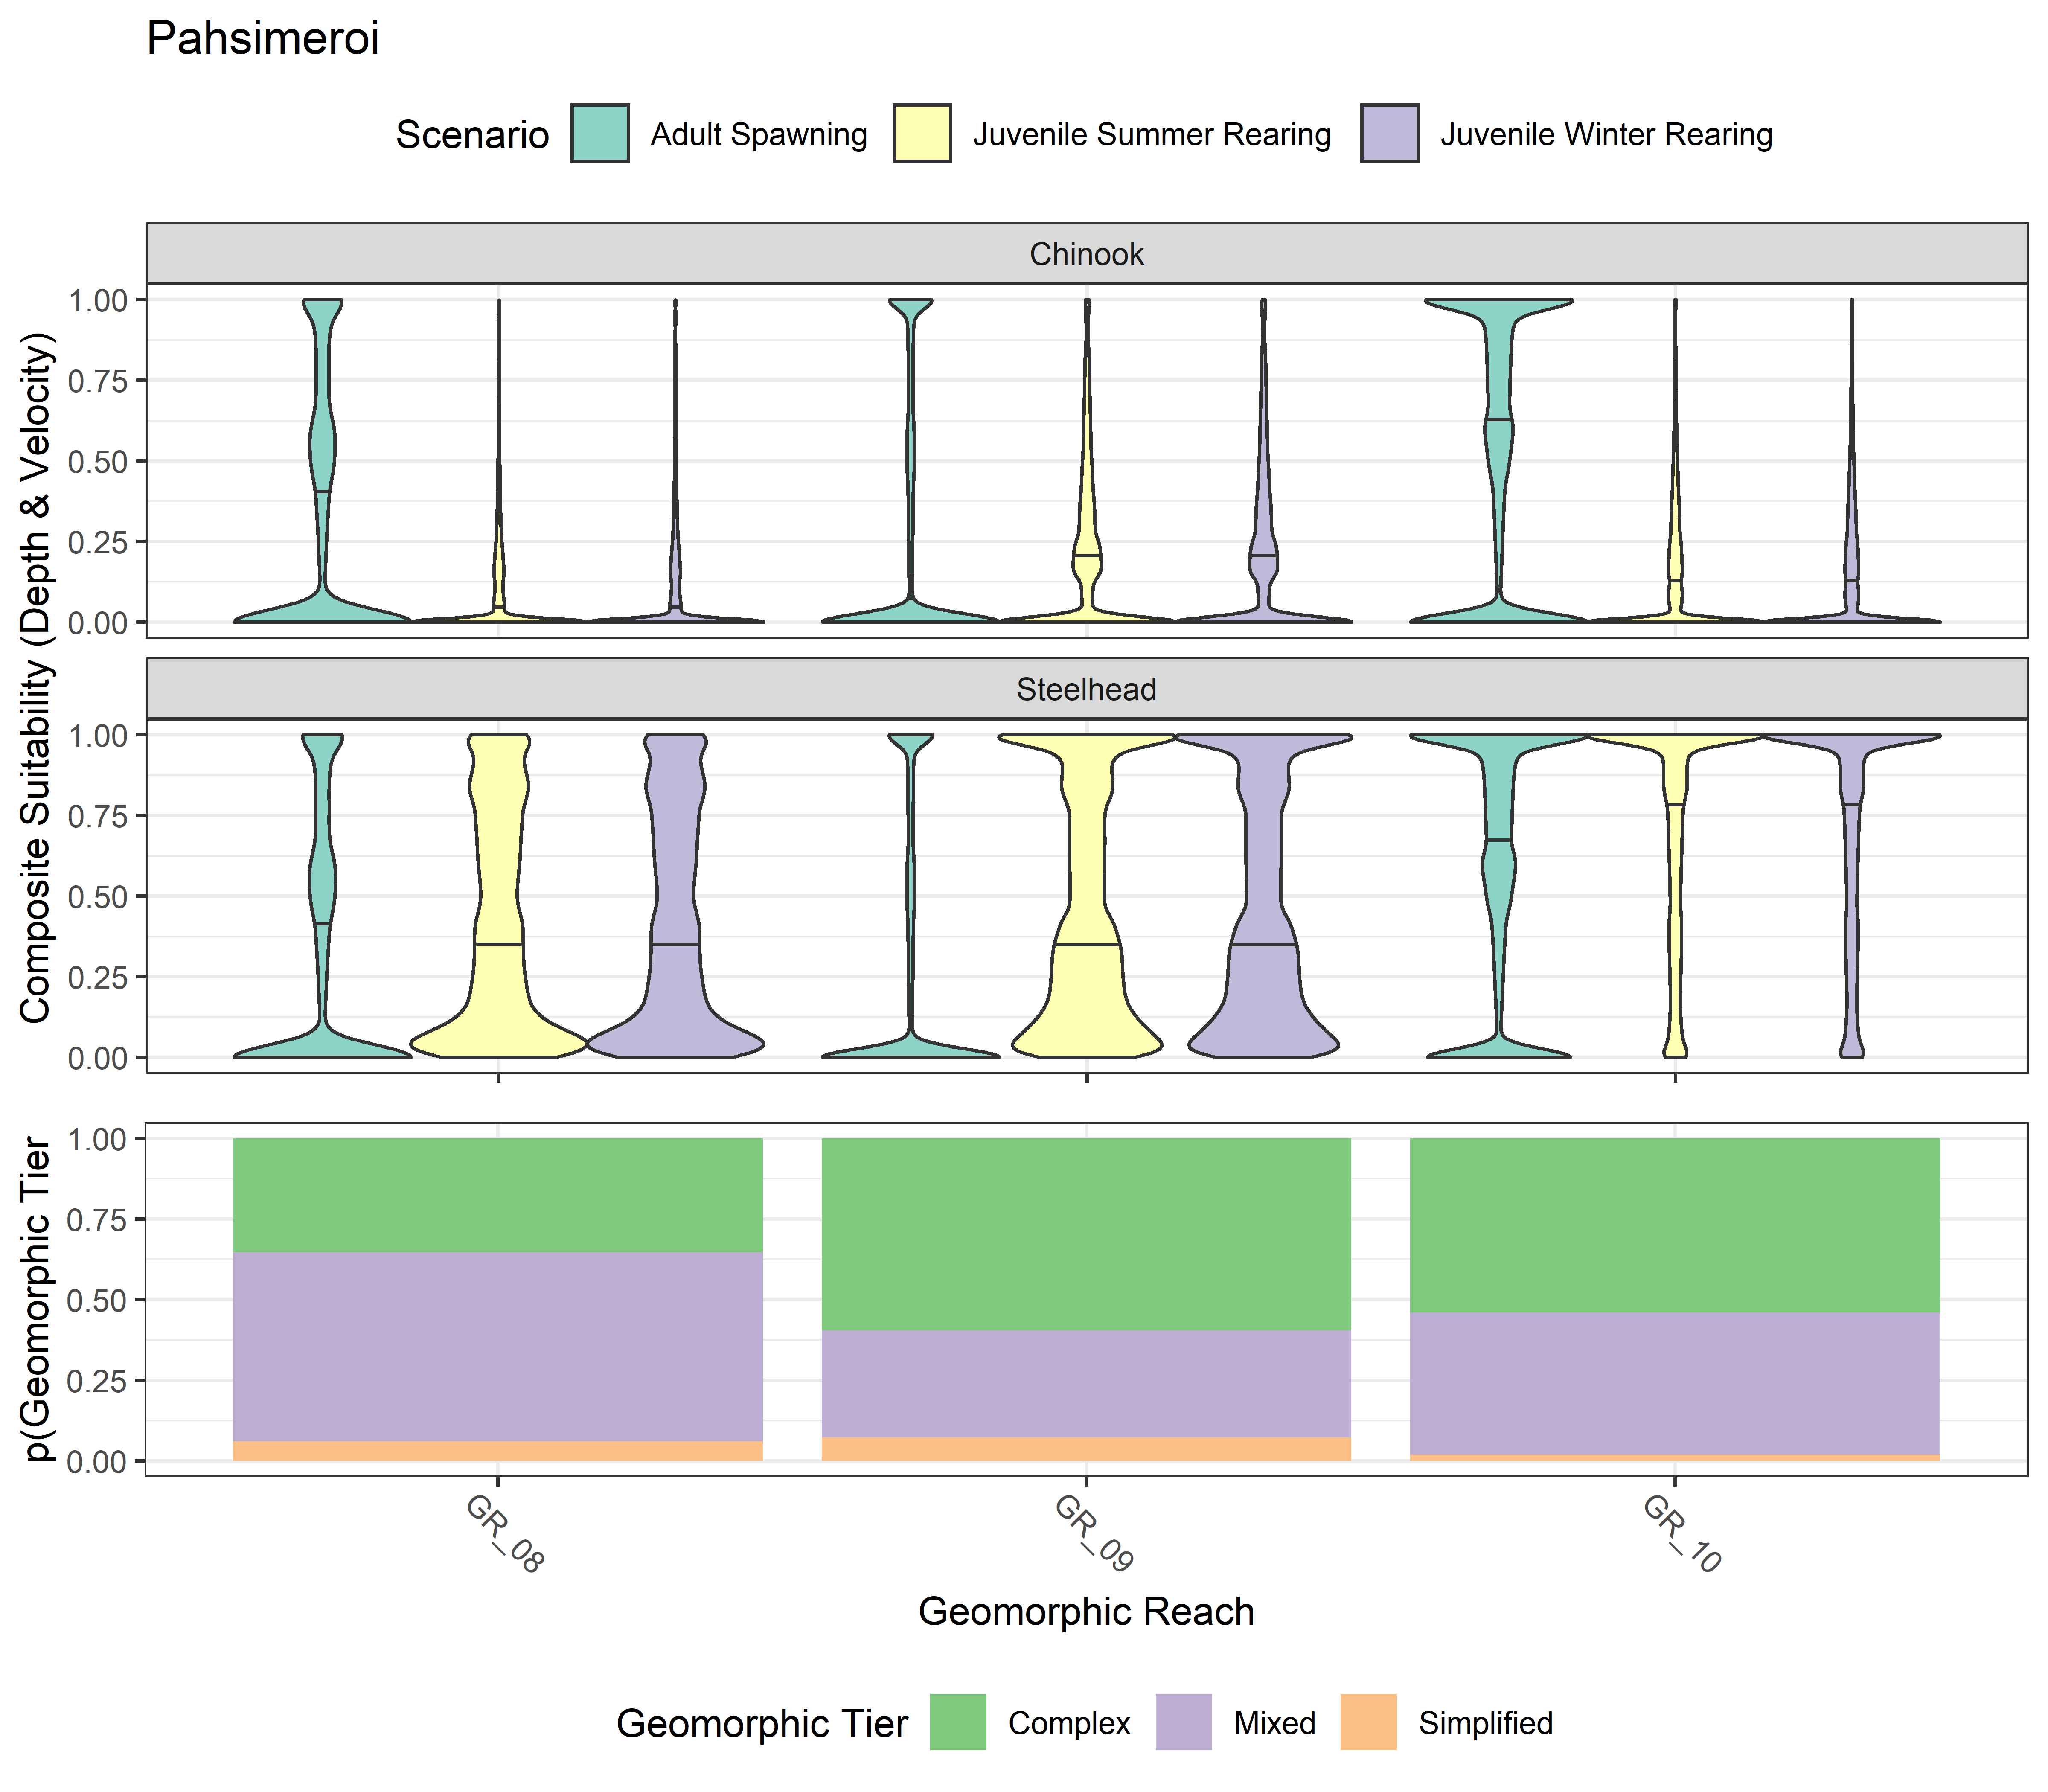 Pahsimeroi
Scenario Adult Spawning Juvenile Summer Rearing Juvenile Winter Rearing
Composite Suitability (Depth & Velocity)
Chinook
1.00
0.75
0.50
0.25
0.00
Steelhead
1.00
0.75
0.50
0.25
0.00
p(Geomorphic Tier
1.00
0.75
0.50
0.25
0.00
GR_08 GR_09 GR_10
Geomorphic Reach
Geomorphic Tier Complex Mixed Simplified